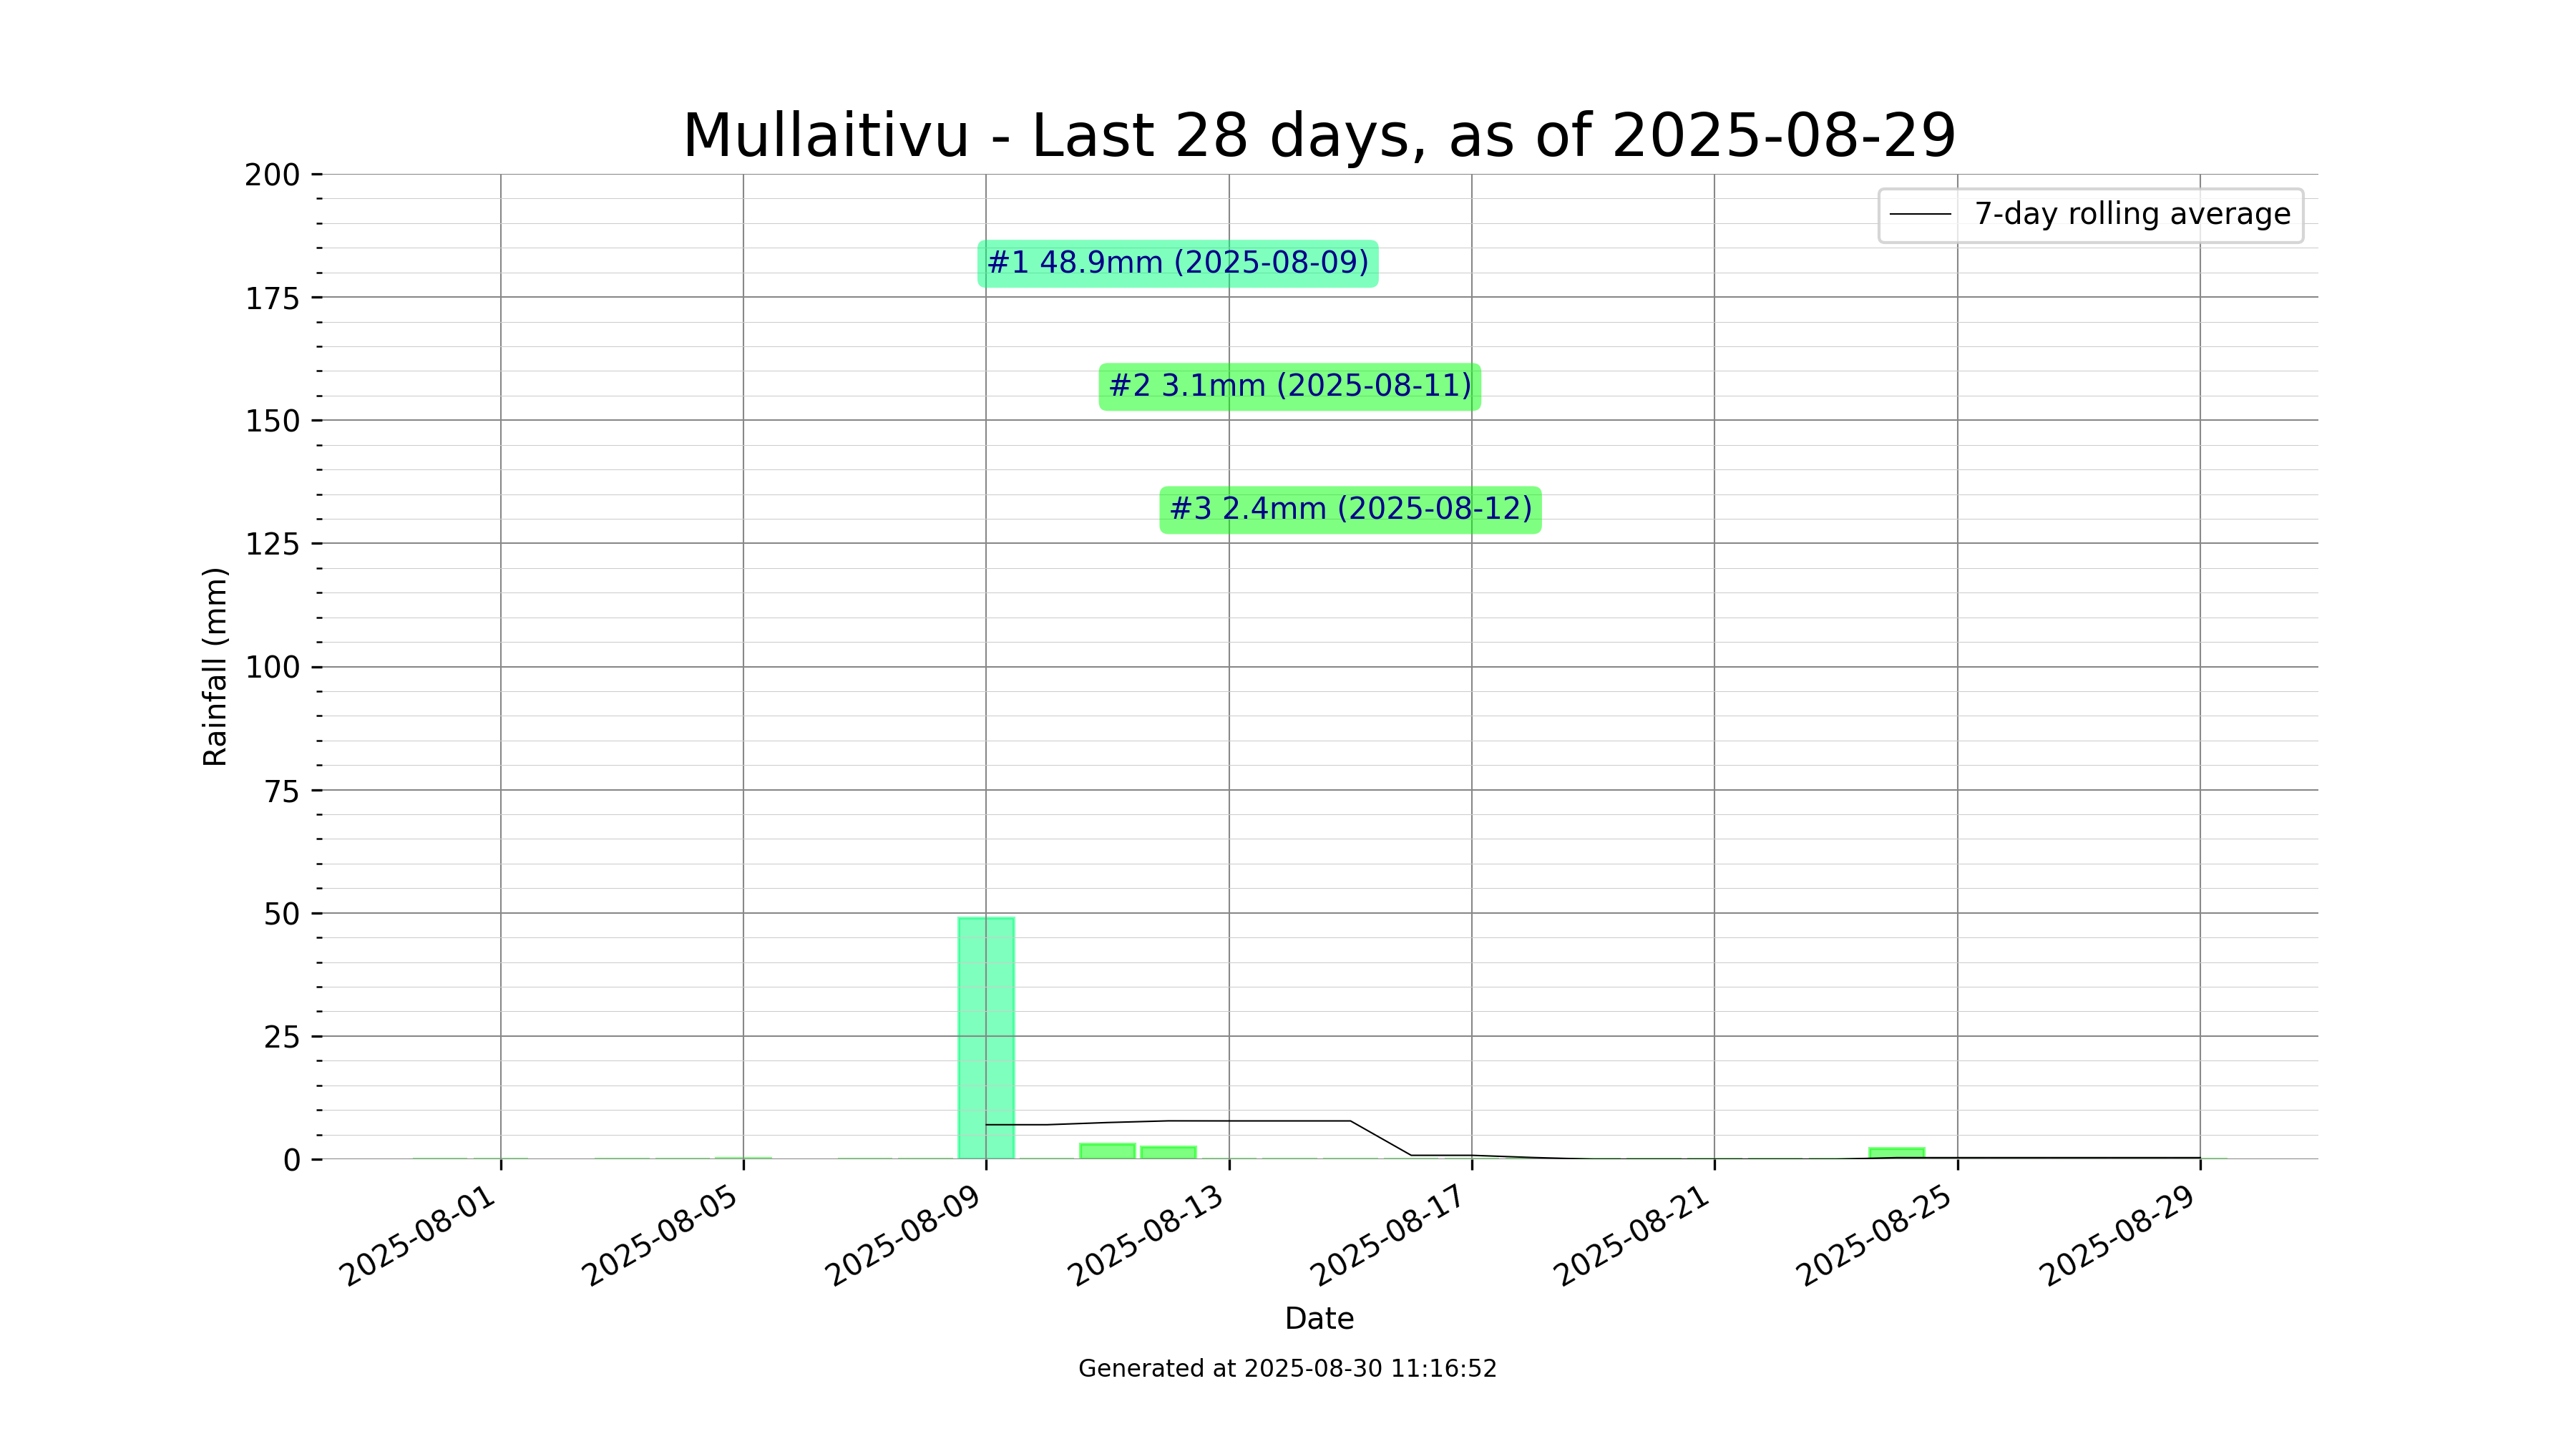 Mullaitivu - Last 28 days, as of 2025-08-29
200
175
150
125
100
75
50
25
0
Rainfall (mm)
7-day rolling average
#1 48.9mm (2025-08-09)
#2 3.1mm (2025-08-11)
#3 2.4mm (2025-08-12)
2025-08-01
2025-08-05
2025-08-09
2025-08-13
2025-08-17
2025-08-21
2025-08-25
2025-08-29
Date
Generated at 2025-08-30 11:16:52